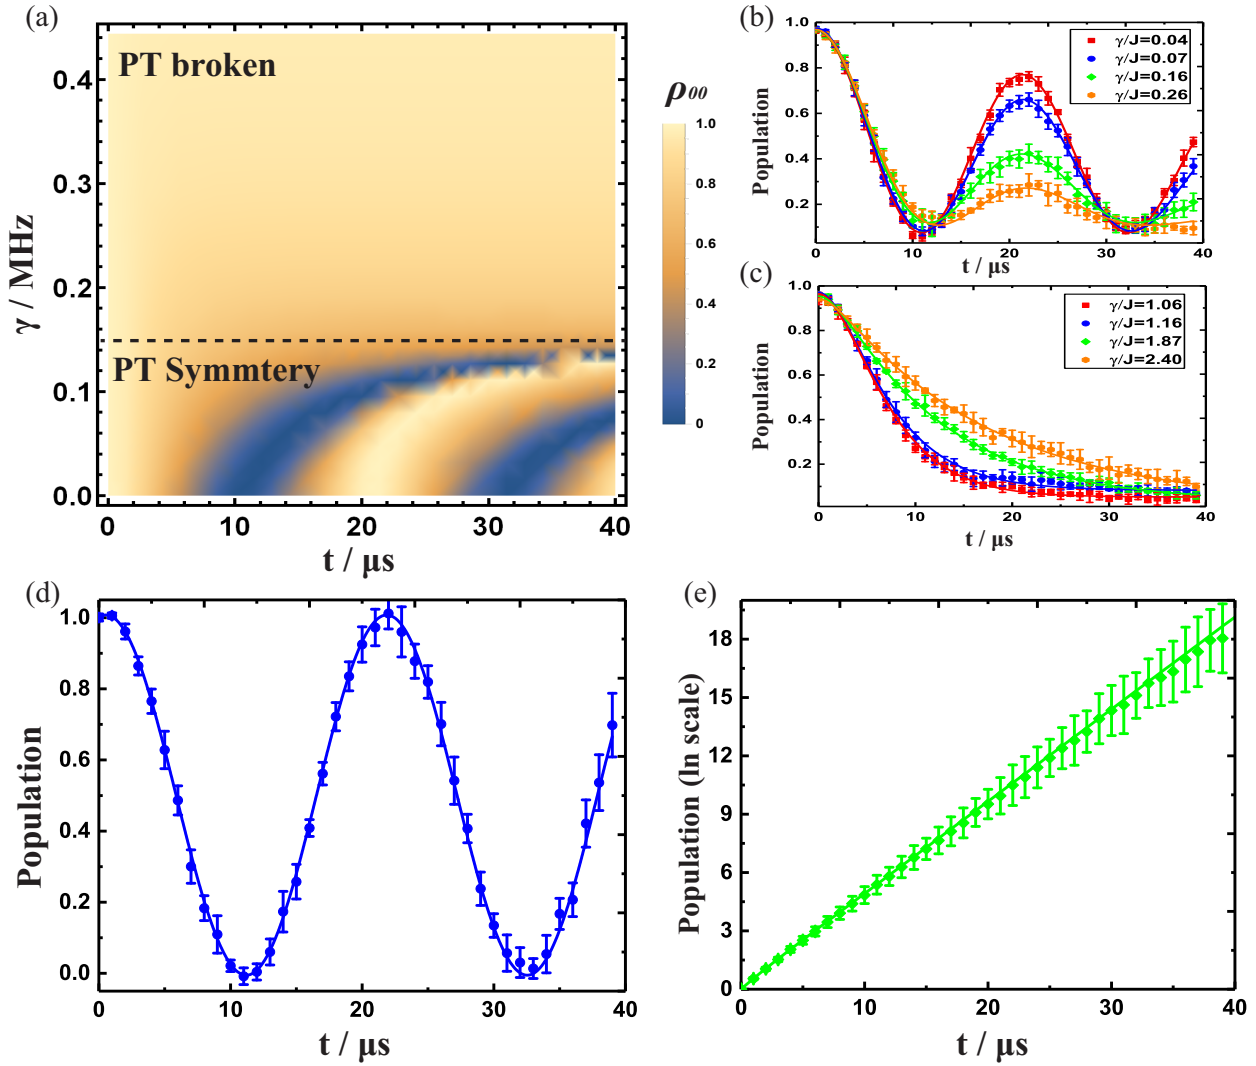 (a)
PT broken
PT Symmtery
0.4
0.3
0.2
0.1
0.0
γ / MHz
0
10
20
30
40
t / μs
ρ00
1.0
0.8
0.6
0.4
0.2
0
(b)
1.0
0.8
0.6
0.4
0.2
Population
γ/J=0.04
γ/J=0.07
γ/J=0.16
γ/J=0.26
0
10
20
30
40
t / μs
(c)
1.0
0.8
0.6
0.4
0.2
Population
γ/J=1.06
γ/J=1.16
γ/J=1.87
γ/J=2.40
0
10
20
30
40
t / μs
(d)
1.0
0.8
0.6
0.4
0.2
0.0
Population
0
10
20
30
40
t / μs
(e)
18
15
12
9
6
3
0
Population (ln scale)
0
10
20
30
40
t / μs